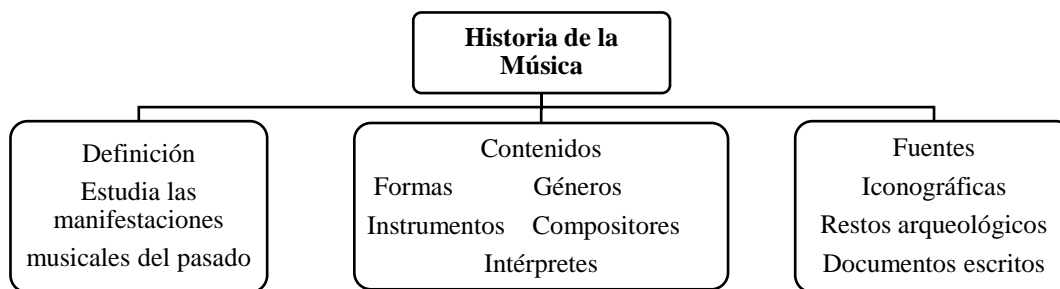 Historia de la
Música
Definición
Estudia las
manifestaciones
musicales del pasado
Contenidos
Formas Géneros
Instrumentos Compositores
Intérpretes
Fuentes
Iconográficas
Restos arqueológicos
Documentos escritos